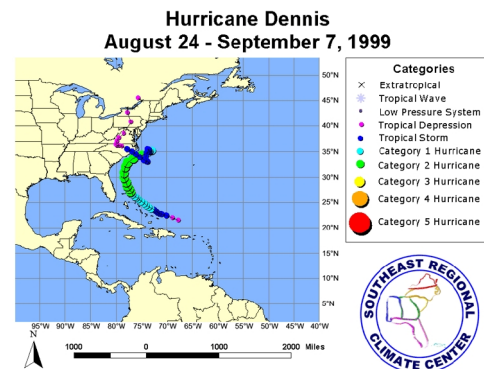 Hurricane Dennis
August 24 - September 7, 1999
Categories
Extratropical
Tropical Wave
Low Pressure System
Tropical Depression
Tropical Storm
Category 1 Hurricane
Category 2 Hurricane
Category 3 Hurricane
Category 4 Hurricane
Category 5 Hurricane
50°N
45°N
40°N
35°N
30°N
25°N
20°N
15°N
10°N
5°N
95°W 90°W 85°W 80°W 75°W 70°W 65°W 60°W 55°W 50°W 45°W 40°W
N
1000 0 1000 2000 Miles
SOUTHEAST REGIONAL
CLIMATE CENTER